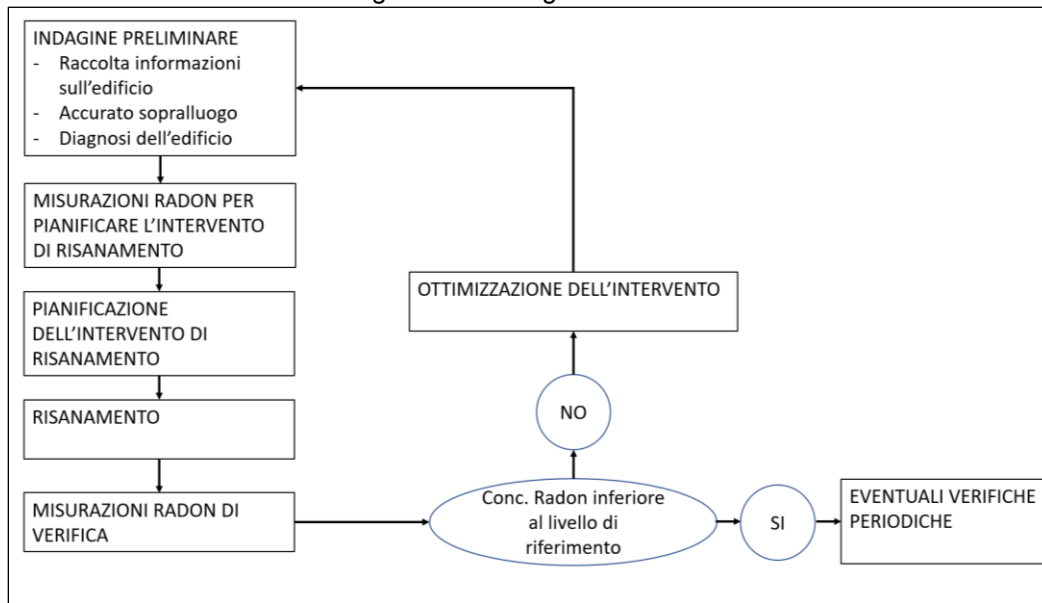 INDAGINE PRELIMINARE
- Raccolta informazioni
sull'edificio
- Accurato sopralluogo
- Diagnosi dell'edificio
MISURAZIONI RADON PER
PIANIFICARE L'INTERVENTO
DI RISANAMENTO
OTTIMIZZAZIONE DELL'INTERVENTO
PIANIFICAZIONE
DELL'INTERVENTO DI
RISANAMENTO
RISANAMENTO
NO
MISURAZIONI RADON DI
VERIFICA
Conc. Radon inferiore
al livello di
riferimento
SI
EVENTUALI VERIFICHE
PERIODICHE